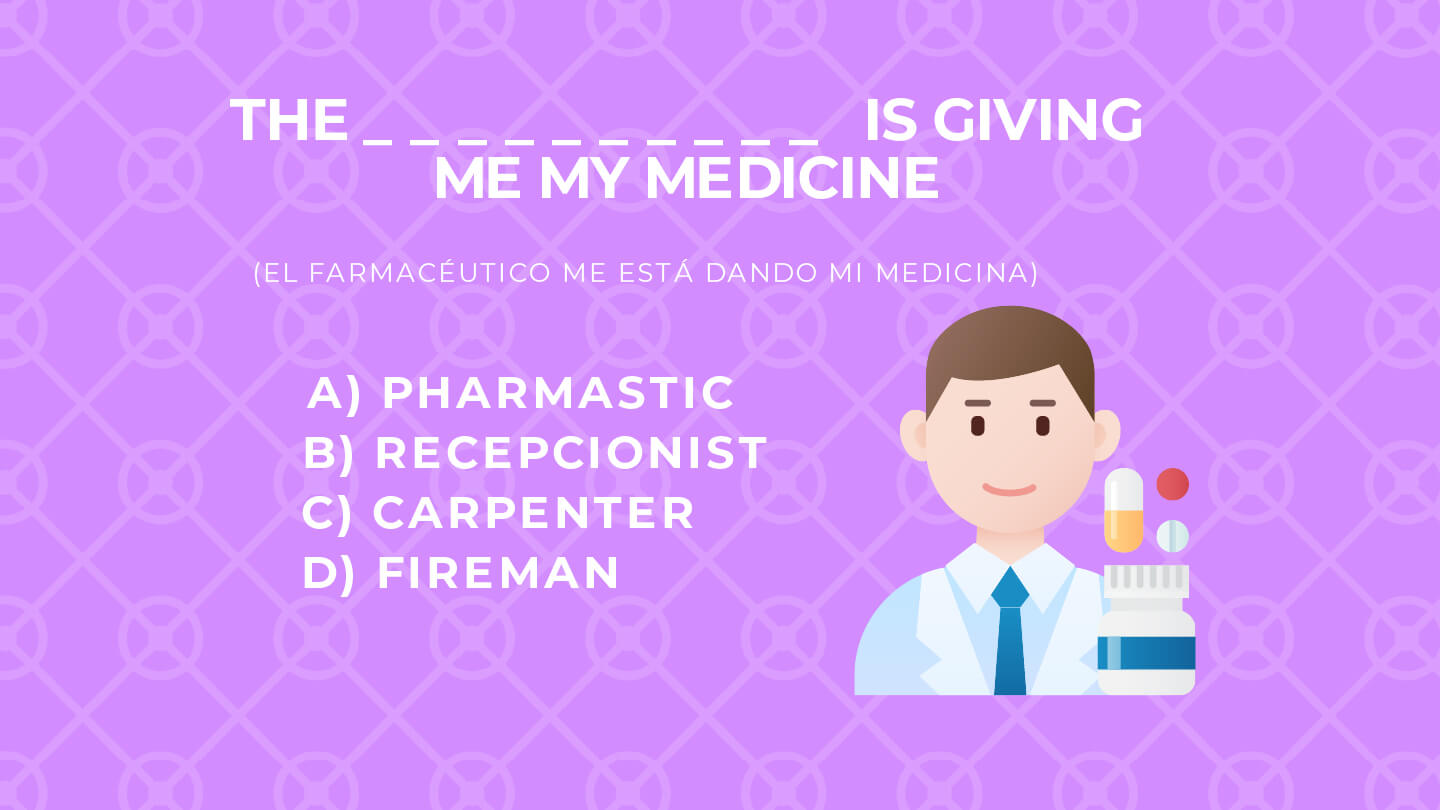 THE _ _ _ _ _ _ _ _ _ _ IS GIVING
ME MY MEDICINE
(EL FARMACÉUTICO ME ESTÁ DANDO MI MEDICINA)
A) PHARMASTIC
B) RECEPCIONIST
C) CARPENTER
D) FIREMAN